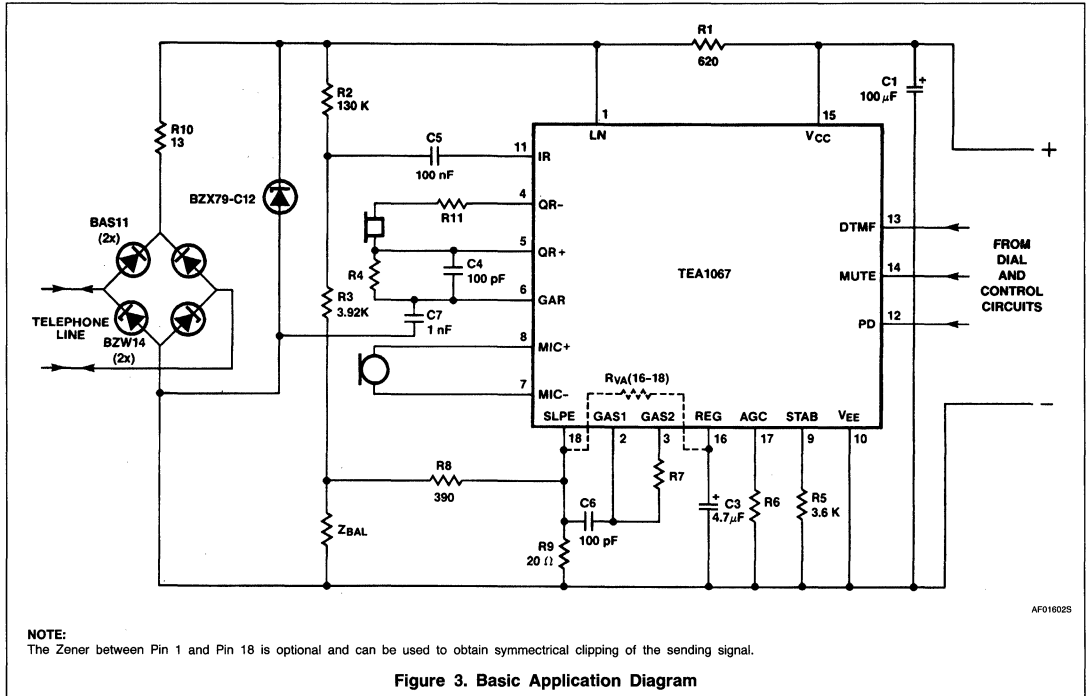 R1
620
C1
100 μF
+
R2
130 K
R10
13
1
LN
15
VCC
+
C5
100 nF
11
IR
BZX79-C12
4
QR-
R11
BAS11
(2x)
5
QR+
C4
100 pF
R4
6
GAR
TEA1067
DTMF
13
MUTE
14
PD
12
FROM
DIAL
AND
CONTROL
CIRCUITS
R3
3.92K
C7
1 nF
TELEPHONE
LINE
BZW14
(2x)
8
MIC+
7
MIC-
RVA(16-18)
SLPE
GAS1
GAS2
REG
AGC
STAB
VEE
18
2
3
16
17
9
10
−
R8
390
R7
C6
100 pF
+
C3
4.7μF
R6
R5
3.6 K
ZBAL
R9
20 Ω
AF01602S
NOTE:
The Zener between Pin 1 and Pin 18 is optional and can be used to obtain symmectrical clipping of the sending signal.
Figure 3. Basic Application Diagram